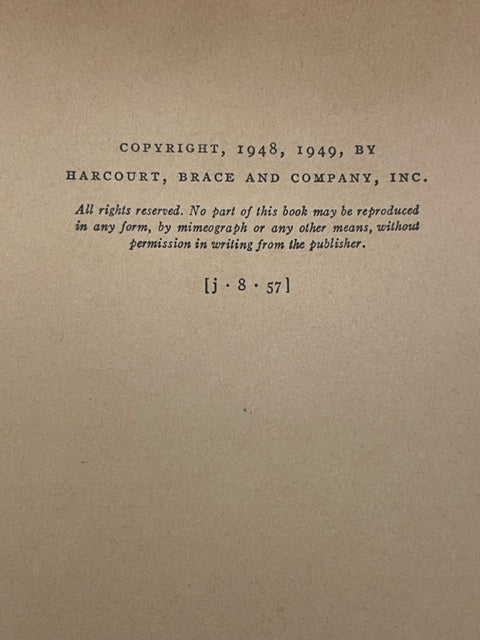 COPYRIGHT, 1948, 1949, BY
HARCOURT, BRACE AND COMPANY, INC.
All rights reserved. No part of this book may be reproduced
in any form, by mimeograph or any other means, without
permission in writing from the publisher.
[j · 8 · 57]